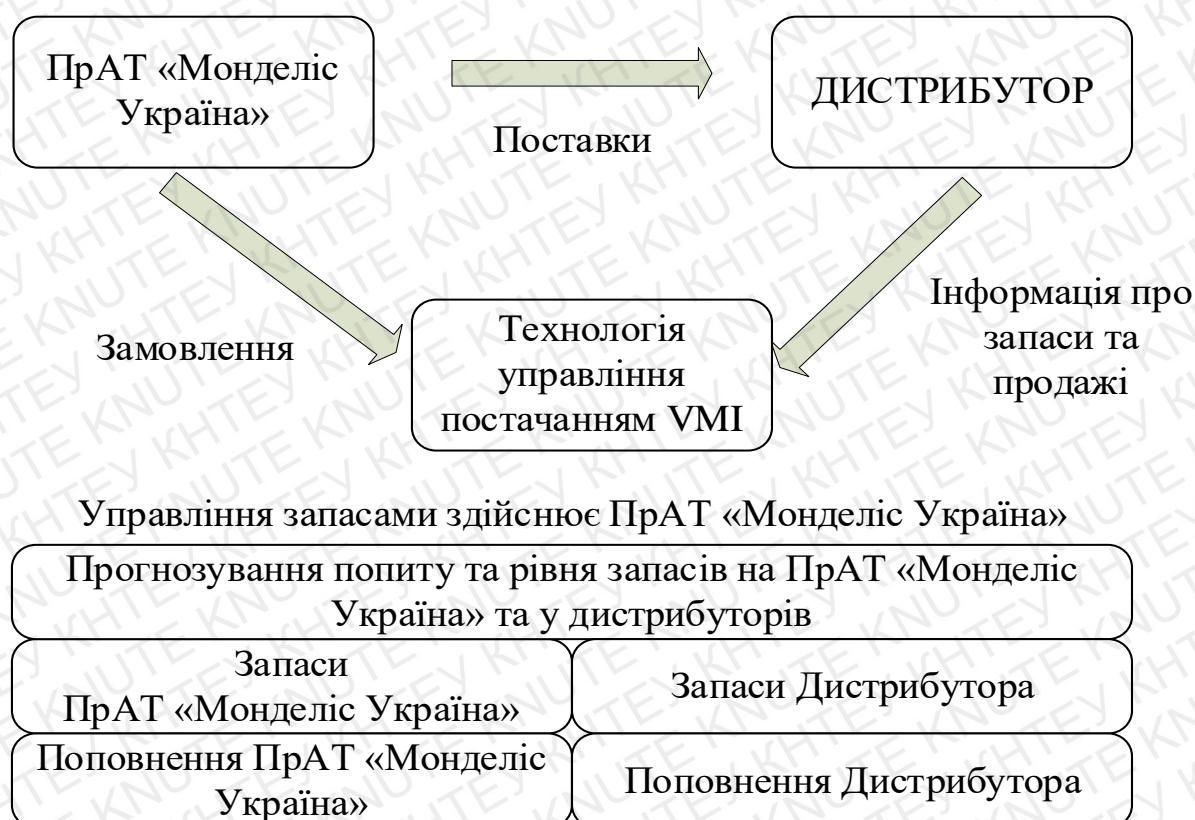 ПрАТ «Монделіс
Україна»
ДИСТРИБУТОР
Поставки
Замовлення
Технологія
управління
постачанням VMI
Інформація про
запаси та
продажі
Управління запасами здійснює ПрАТ «Монделіс Україна»
Прогнозування попиту та рівня запасів на ПрАТ «Монделіс
Україна» та у дистрибуторів
Запаси
ПрАТ «Монделіс Україна»
Запаси Дистрибутора
Поповнення ПрАТ «Монделіс
Україна»
Поповнення Дистрибутора